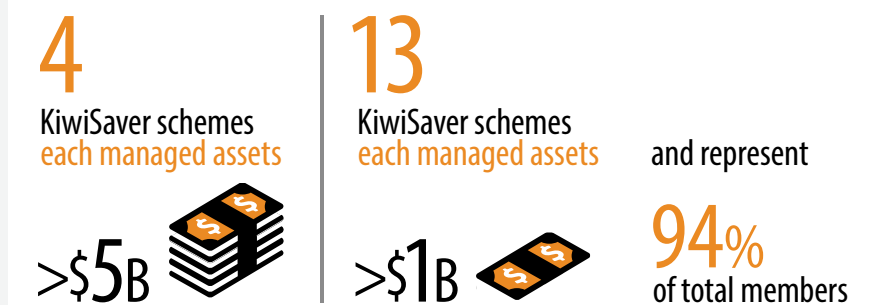 4
KiwiSaver schemes
each managed assets
>$5B
13
KiwiSaver schemes
each managed assets
>$1B
and represent
94%
of total members